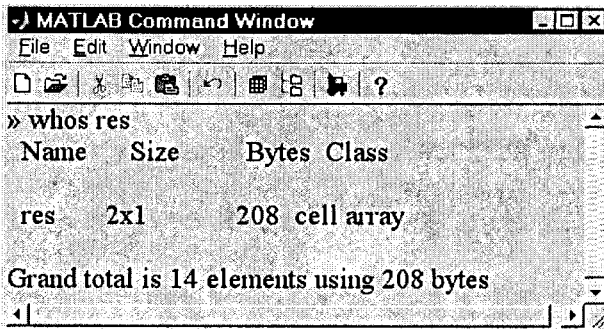 MATLAB Command Window
File Edit Window Help
?
» whos res
Name Size Bytes Class
res 2x1 208 cell array
Grand total is 14 elements using 208 bytes